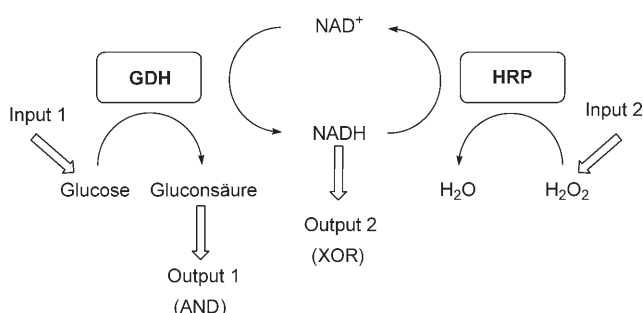 NAD⁺
GDH
HRP
Input 1
Input 2
NADH
Glucose
Gluconsäure
H₂O
H₂O₂
Output 2
(XOR)
Output 1
(AND)